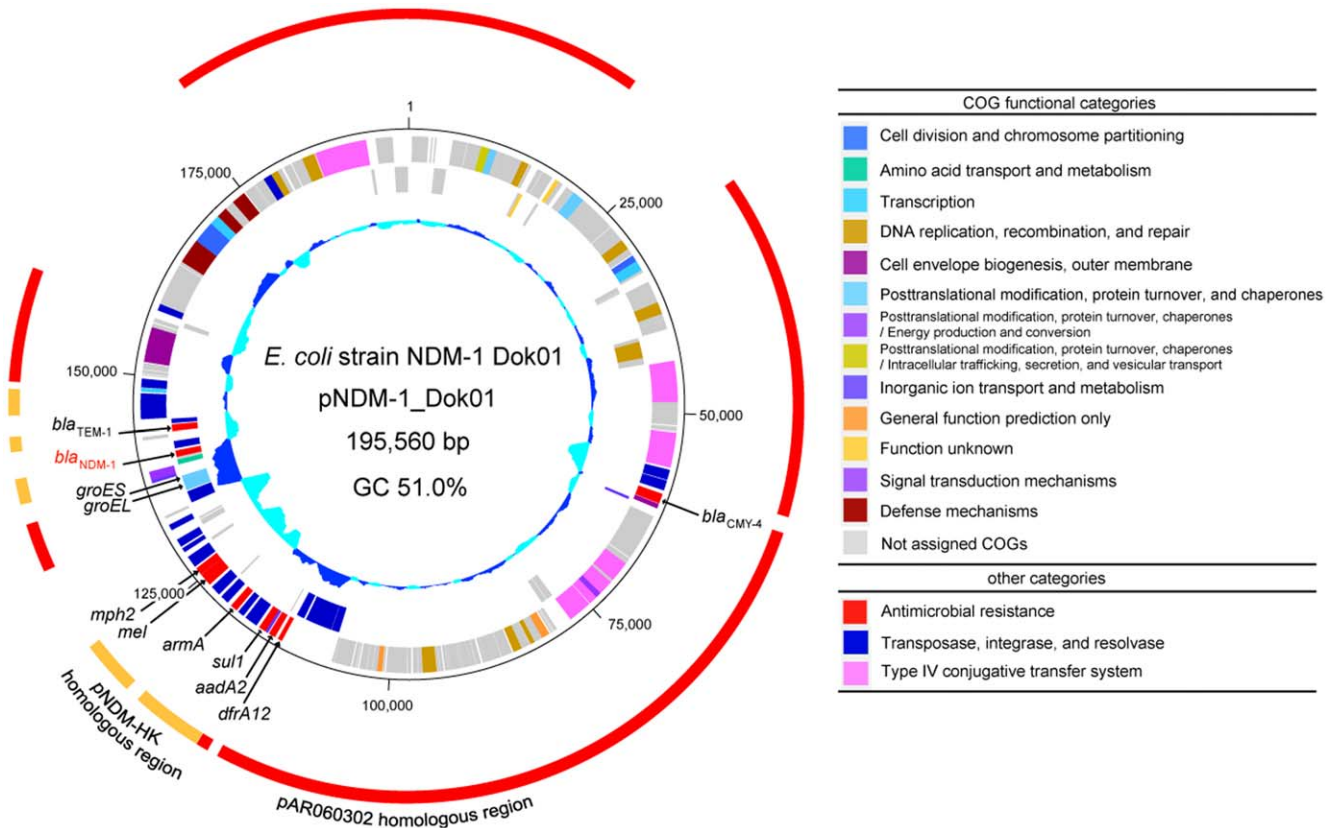 1
25,000
50,000
75,000
100,000
125,000
150,000
175,000
E. coli strain NDM-1 Dok01
pNDM-1_Dok01
195,560 bp
GC 51.0%
blaTEM-1
blaNDM-1
groES
groEL
mph2
mel
armA
sul1
aadA2
dfrA12
blaCMY-4
pNDM-HK
homologous region
pAR060302 homologous region
COG functional categories
Cell division and chromosome partitioning
Amino acid transport and metabolism
Transcription
DNA replication, recombination, and repair
Cell envelope biogenesis, outer membrane
Posttranslational modification, protein turnover, and chaperones
Posttranslational modification, protein turnover, chaperones
/ Energy production and conversion
Posttranslational modification, protein turnover, chaperones
/ Intracellular trafficking, secretion, and vesicular transport
Inorganic ion transport and metabolism
General function prediction only
Function unknown
Signal transduction mechanisms
Defense mechanisms
Not assigned COGs
other categories
Antimicrobial resistance
Transposase, integrase, and resolvase
Type IV conjugative transfer system